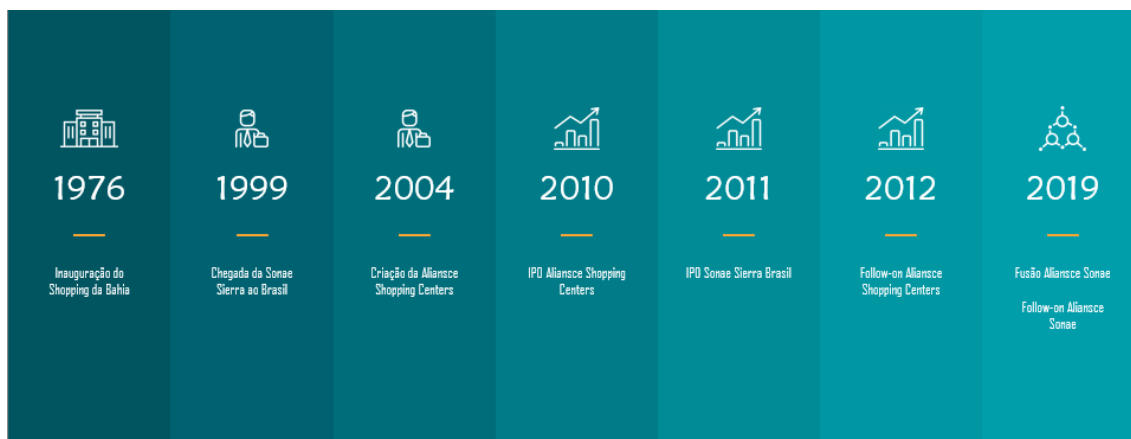 1976
Inauguração do
Shopping da Bahia
1999
Chegada da Sonae
Sierra ao Brasil
2004
Criação da Aliansce
Shopping Centers
2010
IPO Aliansce Shopping
Centers
2011
IPO Sonae Sierra Brasil
2012
Follow-on Aliansce
Shopping Centers
2019
Fusão Aliansce Sonae
Follow-on Aliansce
Sonae